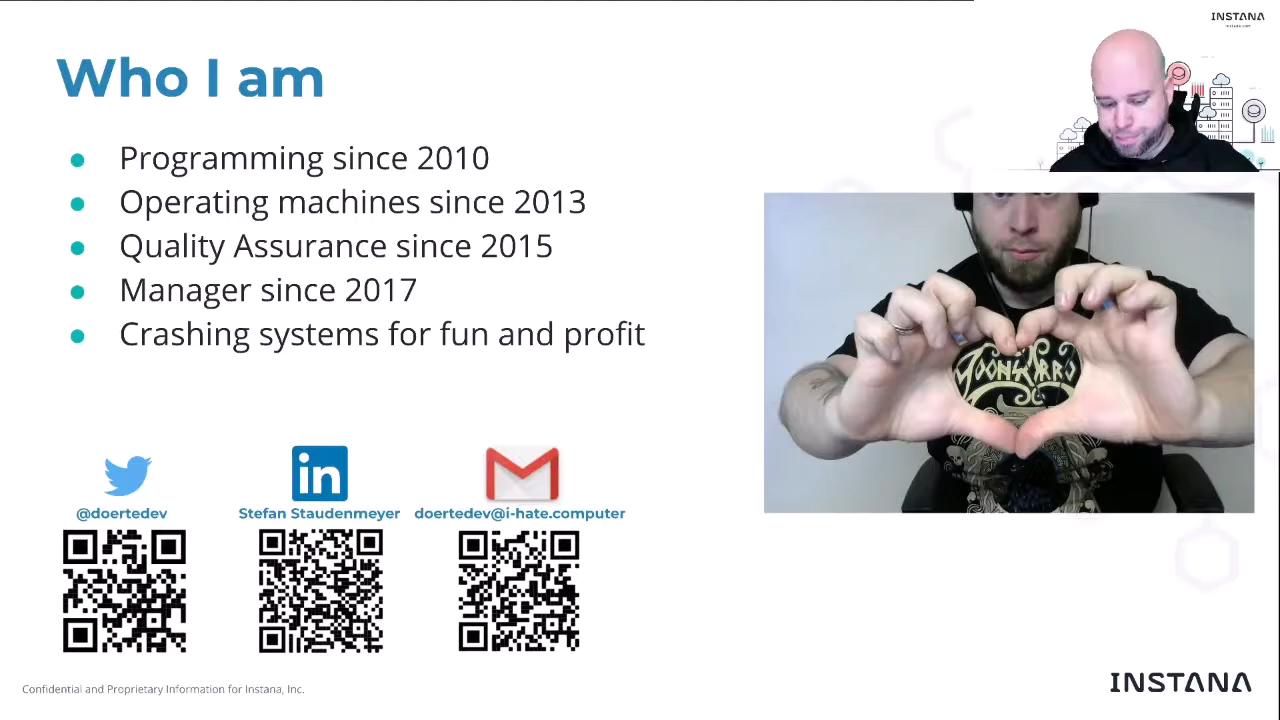 INSTANA
Who I am
Programming since 2010
Operating machines since 2013
Quality Assurance since 2015
Manager since 2017
Crashing systems for fun and profit
@doertedev
Stefan Staudenmeyer
doertedev@i-hate.computer
Confidential and Proprietary Information for Instana, Inc.
INSTANA